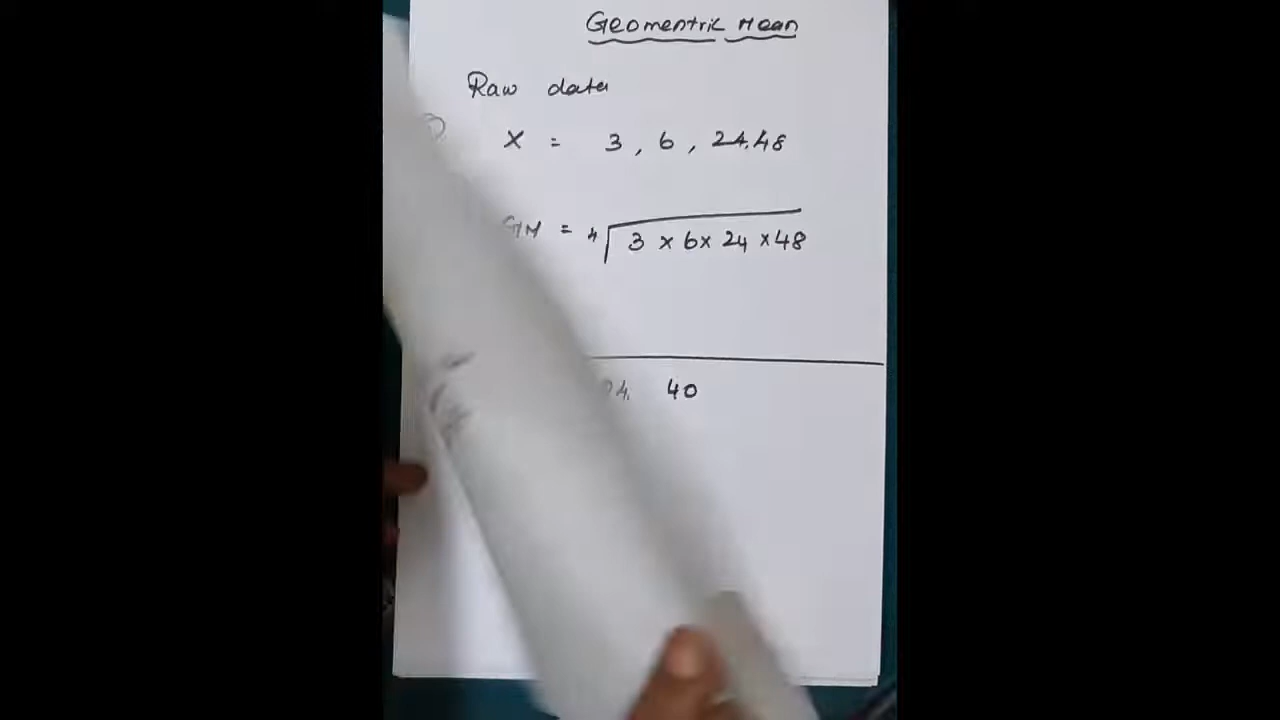 Geomentric Mean
Raw data
X = 3 , 6 , 24,48
GM = 4√3 x 6x 24 x48
40